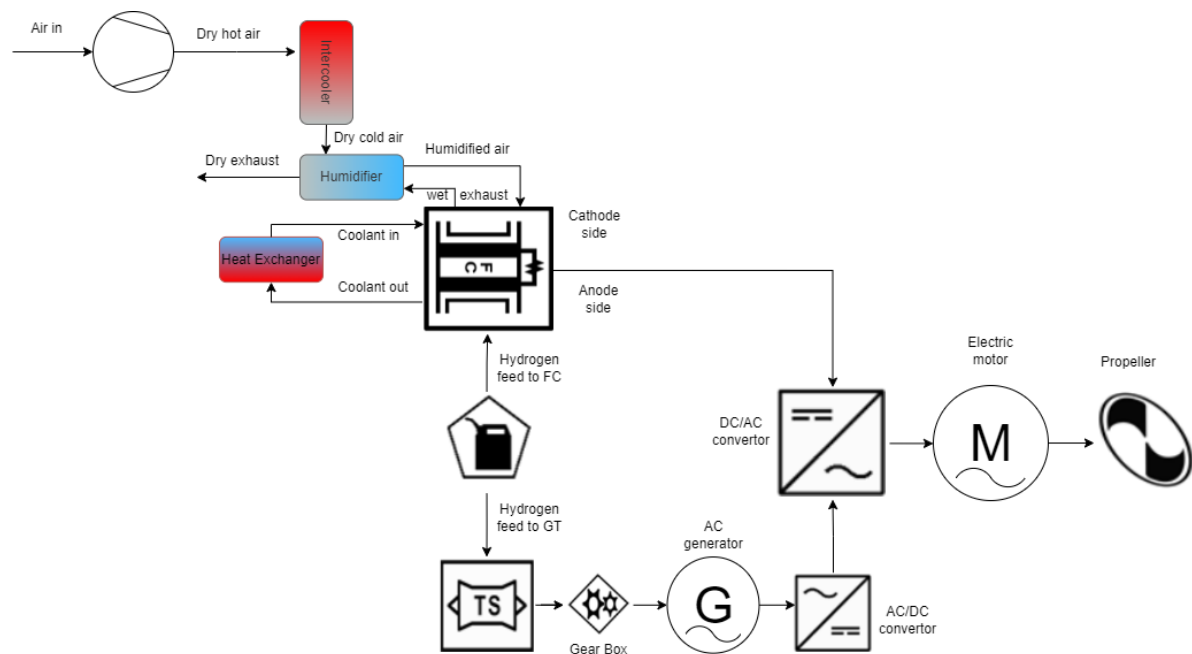 Air in
Dry hot air
Intercooler
Dry cold air
Dry exhaust
Humidifier
Humidified air
wet exhaust
Cathode
side
Coolant in
Heat Exchanger
FC
Coolant out
Anode
side
Hydrogen
feed to FC
Electric
motor
Propeller
DC/AC
convertor
M
Hydrogen
feed to GT
AC
generator
TS
G
AC/DC
convertor
Gear Box